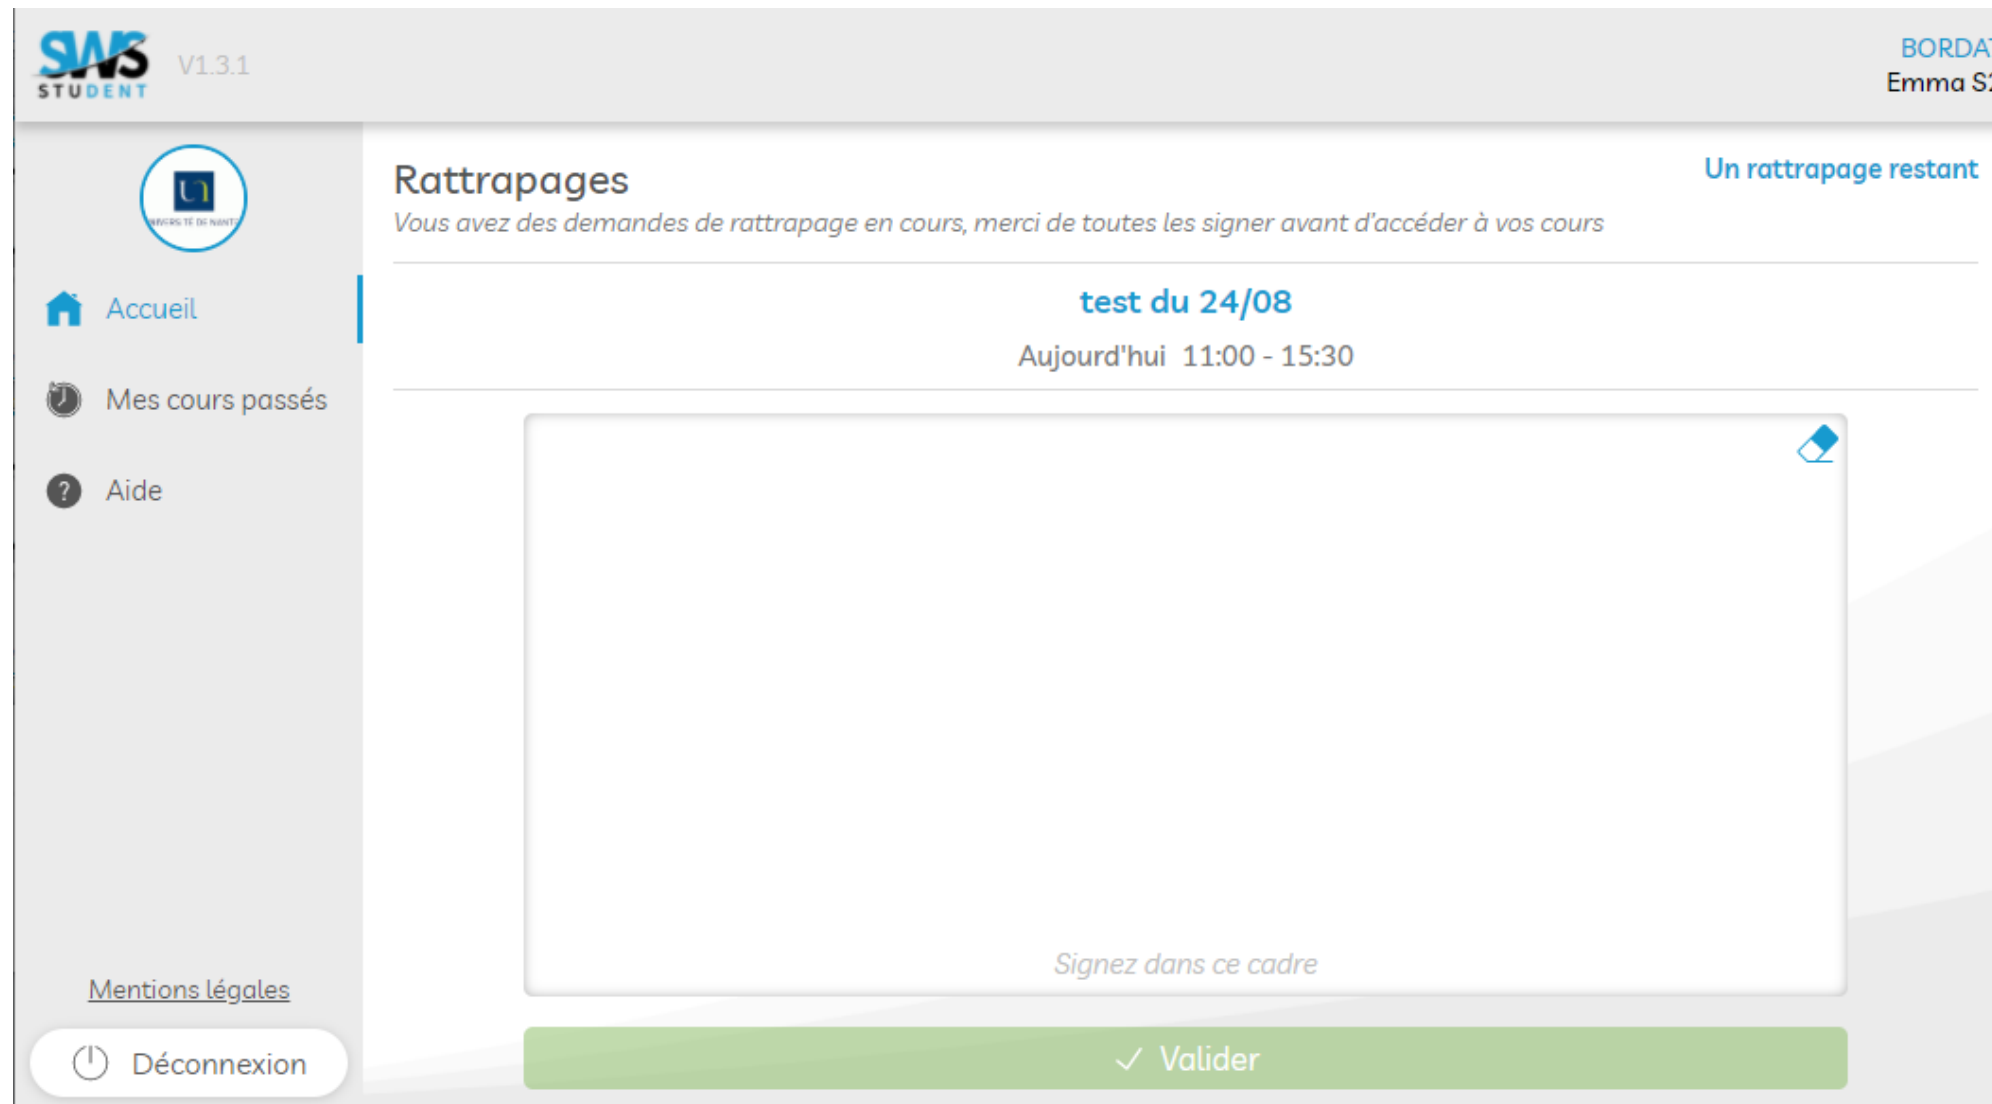 SWS
STUDENT
V1.3.1
Emma
Accueil
Mes cours passés
Aide
Mentions légales
Déconnexion
Rattrapages
Un rattrapage restant
Vous avez des demandes de rattrapage en cours, merci de toutes les signer avant d'accéder à vos cours
test du 24/08
Aujourd'hui 11:00 - 15:30
Signez dans ce cadre
Valider